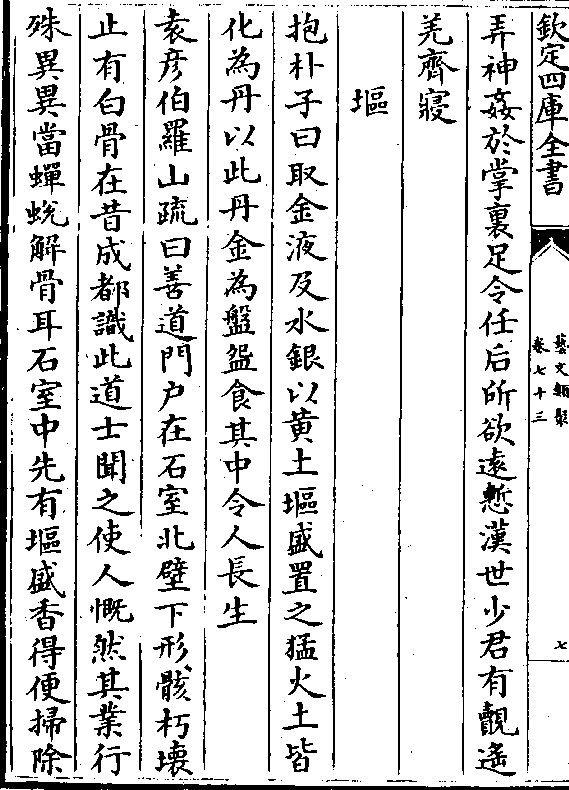 欽定四庫全書
藝文類聚
卷七十三
七
弄神姦於掌裏足令任后所欲遠慙漢世少君有覿遙
羌齊寢
塸
抱朴子曰取金液及水銀以黄土塸盛置之猛火土皆
化為丹以此丹金為盤盌食其中令人長生
袁彦伯羅山疏曰善道門户在石室北壁下形骸朽壊
止有白骨在昔成都識此道士聞之使人慨然其業行
殊異異當蟬蛻解骨耳石室中先有塸盛香得便掃除